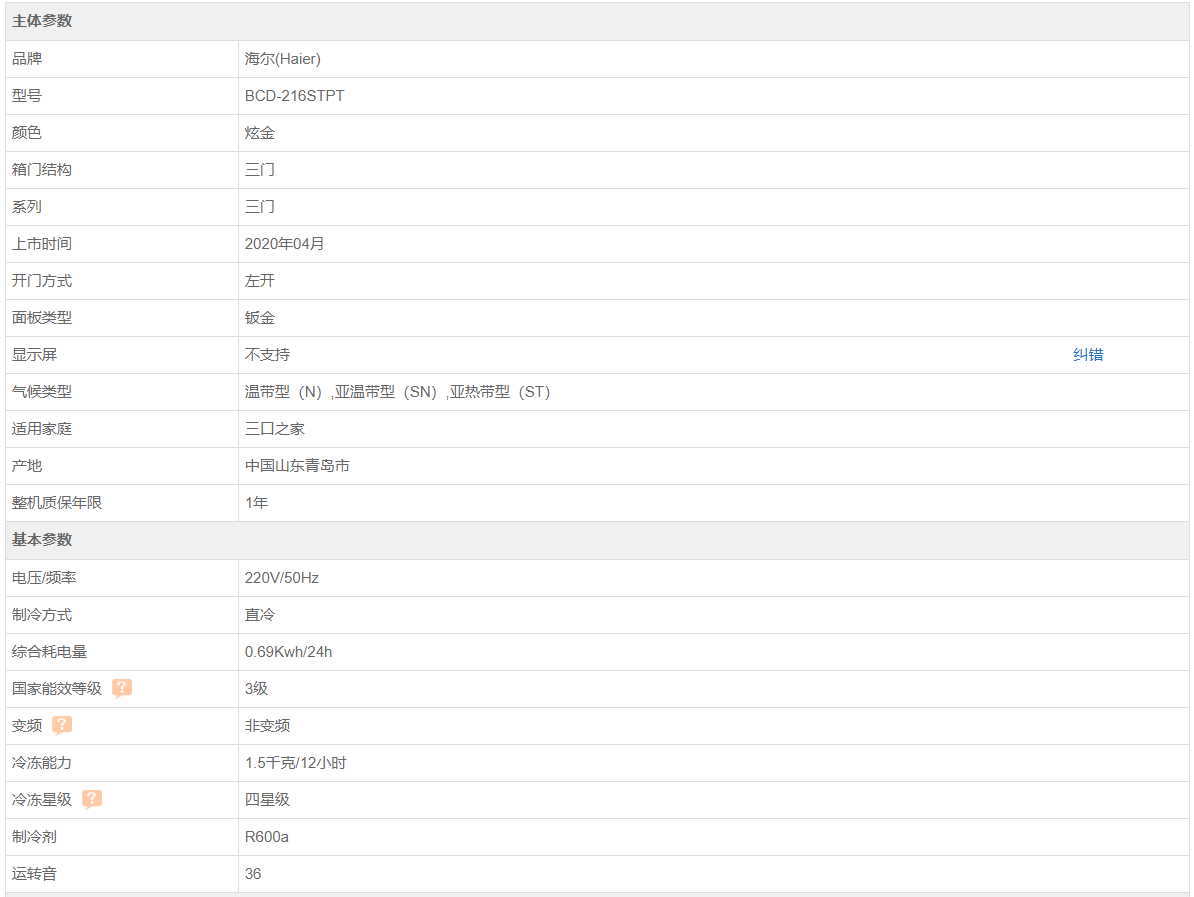 主体参数
品牌 海尔(Haier)
型号 BCD-216STPT
颜色 炫金
箱门结构 三门
系列 三门
上市时间 2020年04月
开门方式 左开
面板类型 钣金
显示屏 不支持 纠错
气候类型 温带型（N）,亚温带型（SN）,亚热带型（ST）
适用家庭 三口之家
产地 中国山东青岛市
整机质保年限 1年
基本参数
电压/频率 220V/50Hz
制冷方式 直冷
综合耗电量 0.69Kwh/24h
国家能效等级 ? 3级
变频 ? 非变频
冷冻能力 1.5千克/12小时
冷冻星级 ? 四星级
制冷剂 R600a
运转音 36